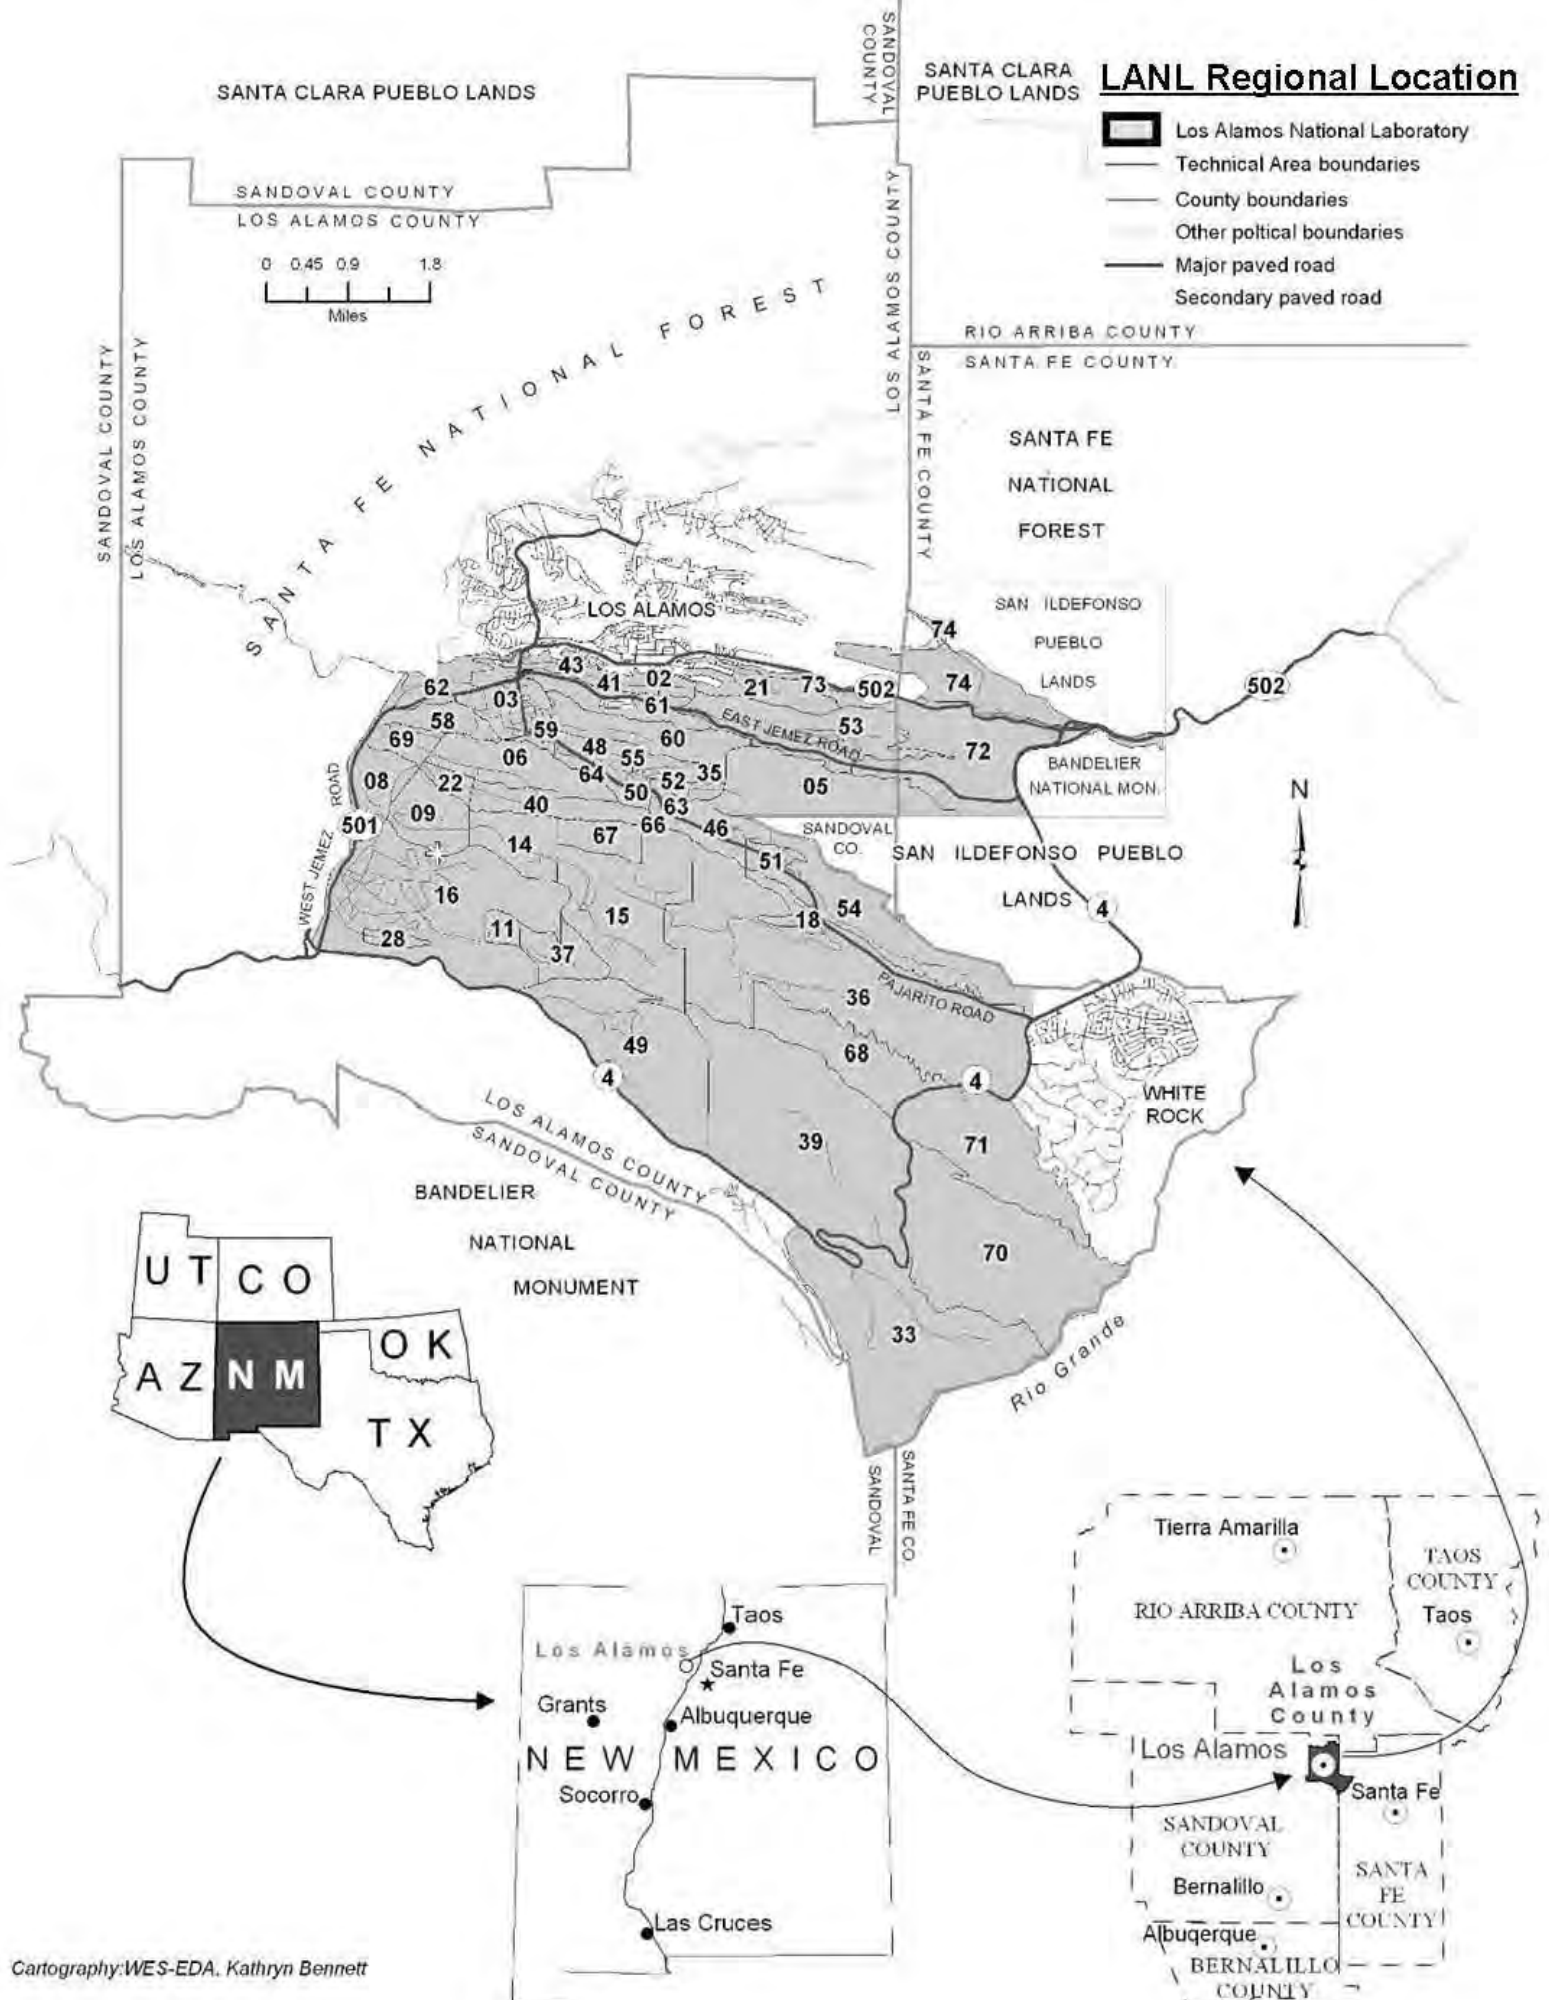 SANDOVAL
COUNTY
SANTA CLARA
PUEBLO LANDS
LANL Regional Location
SANTA CLARA PUEBLO LANDS
Los Alamos National Laboratory
Technical Area boundaries
County boundaries
Other poltical boundaries
Major paved road
Secondary paved road
SANDOVAL COUNTY
LOS ALAMOS COUNTY
0 0.45 0.9 1.8
Miles
LOS ALAMOS COUNTY
RIO ARRIBA COUNTY
SANTA FE COUNTY
SANTA FE COUNTY
SANDOVAL COUNTY
LOS ALAMOS COUNTY
SANTA FE NATIONAL FOREST
SANTA FE
NATIONAL
FOREST
SAN ILDEFONSO
PUEBLO
LANDS
LOS ALAMOS
74
74
43
41
02
21
73
502
502
62
03
61
53
EAST JEMEZ ROAD
58
59
60
72
69
06
48
55
64
52
35
05
BANDELIER
NATIONAL MON.
08
22
50
63
N
09
40
66
46
501
WEST JEMEZ ROAD
14
67
51
SANDOVAL
CO.
SAN ILDEFONSO PUEBLO
LANDS
4
16
15
18
54
28
11
37
36
PAJARITO ROAD
49
68
4
4
WHITE
ROCK
LOS ALAMOS COUNTY
SANDOVAL COUNTY
39
71
BANDELIER
NATIONAL
MONUMENT
70
33
Rio Grande
UT
CO
AZ
NM
OK
TX
SANDOVAL
SANTA FE CO.
Taos
Los Alamos
Santa Fe
Grants
Albuquerque
NEW MEXICO
Socorro
Las Cruces
Tierra Amarilla
TAOS
COUNTY
Taos
RIO ARRIBA COUNTY
Los
Alamos
County
Los Alamos
Santa Fe
SANDOVAL
COUNTY
SANTA
FE
COUNTY
Bernalillo
Albuqerque
BERNALILLO
COUNTY
Cartography:WES-EDA. Kathryn Bennett